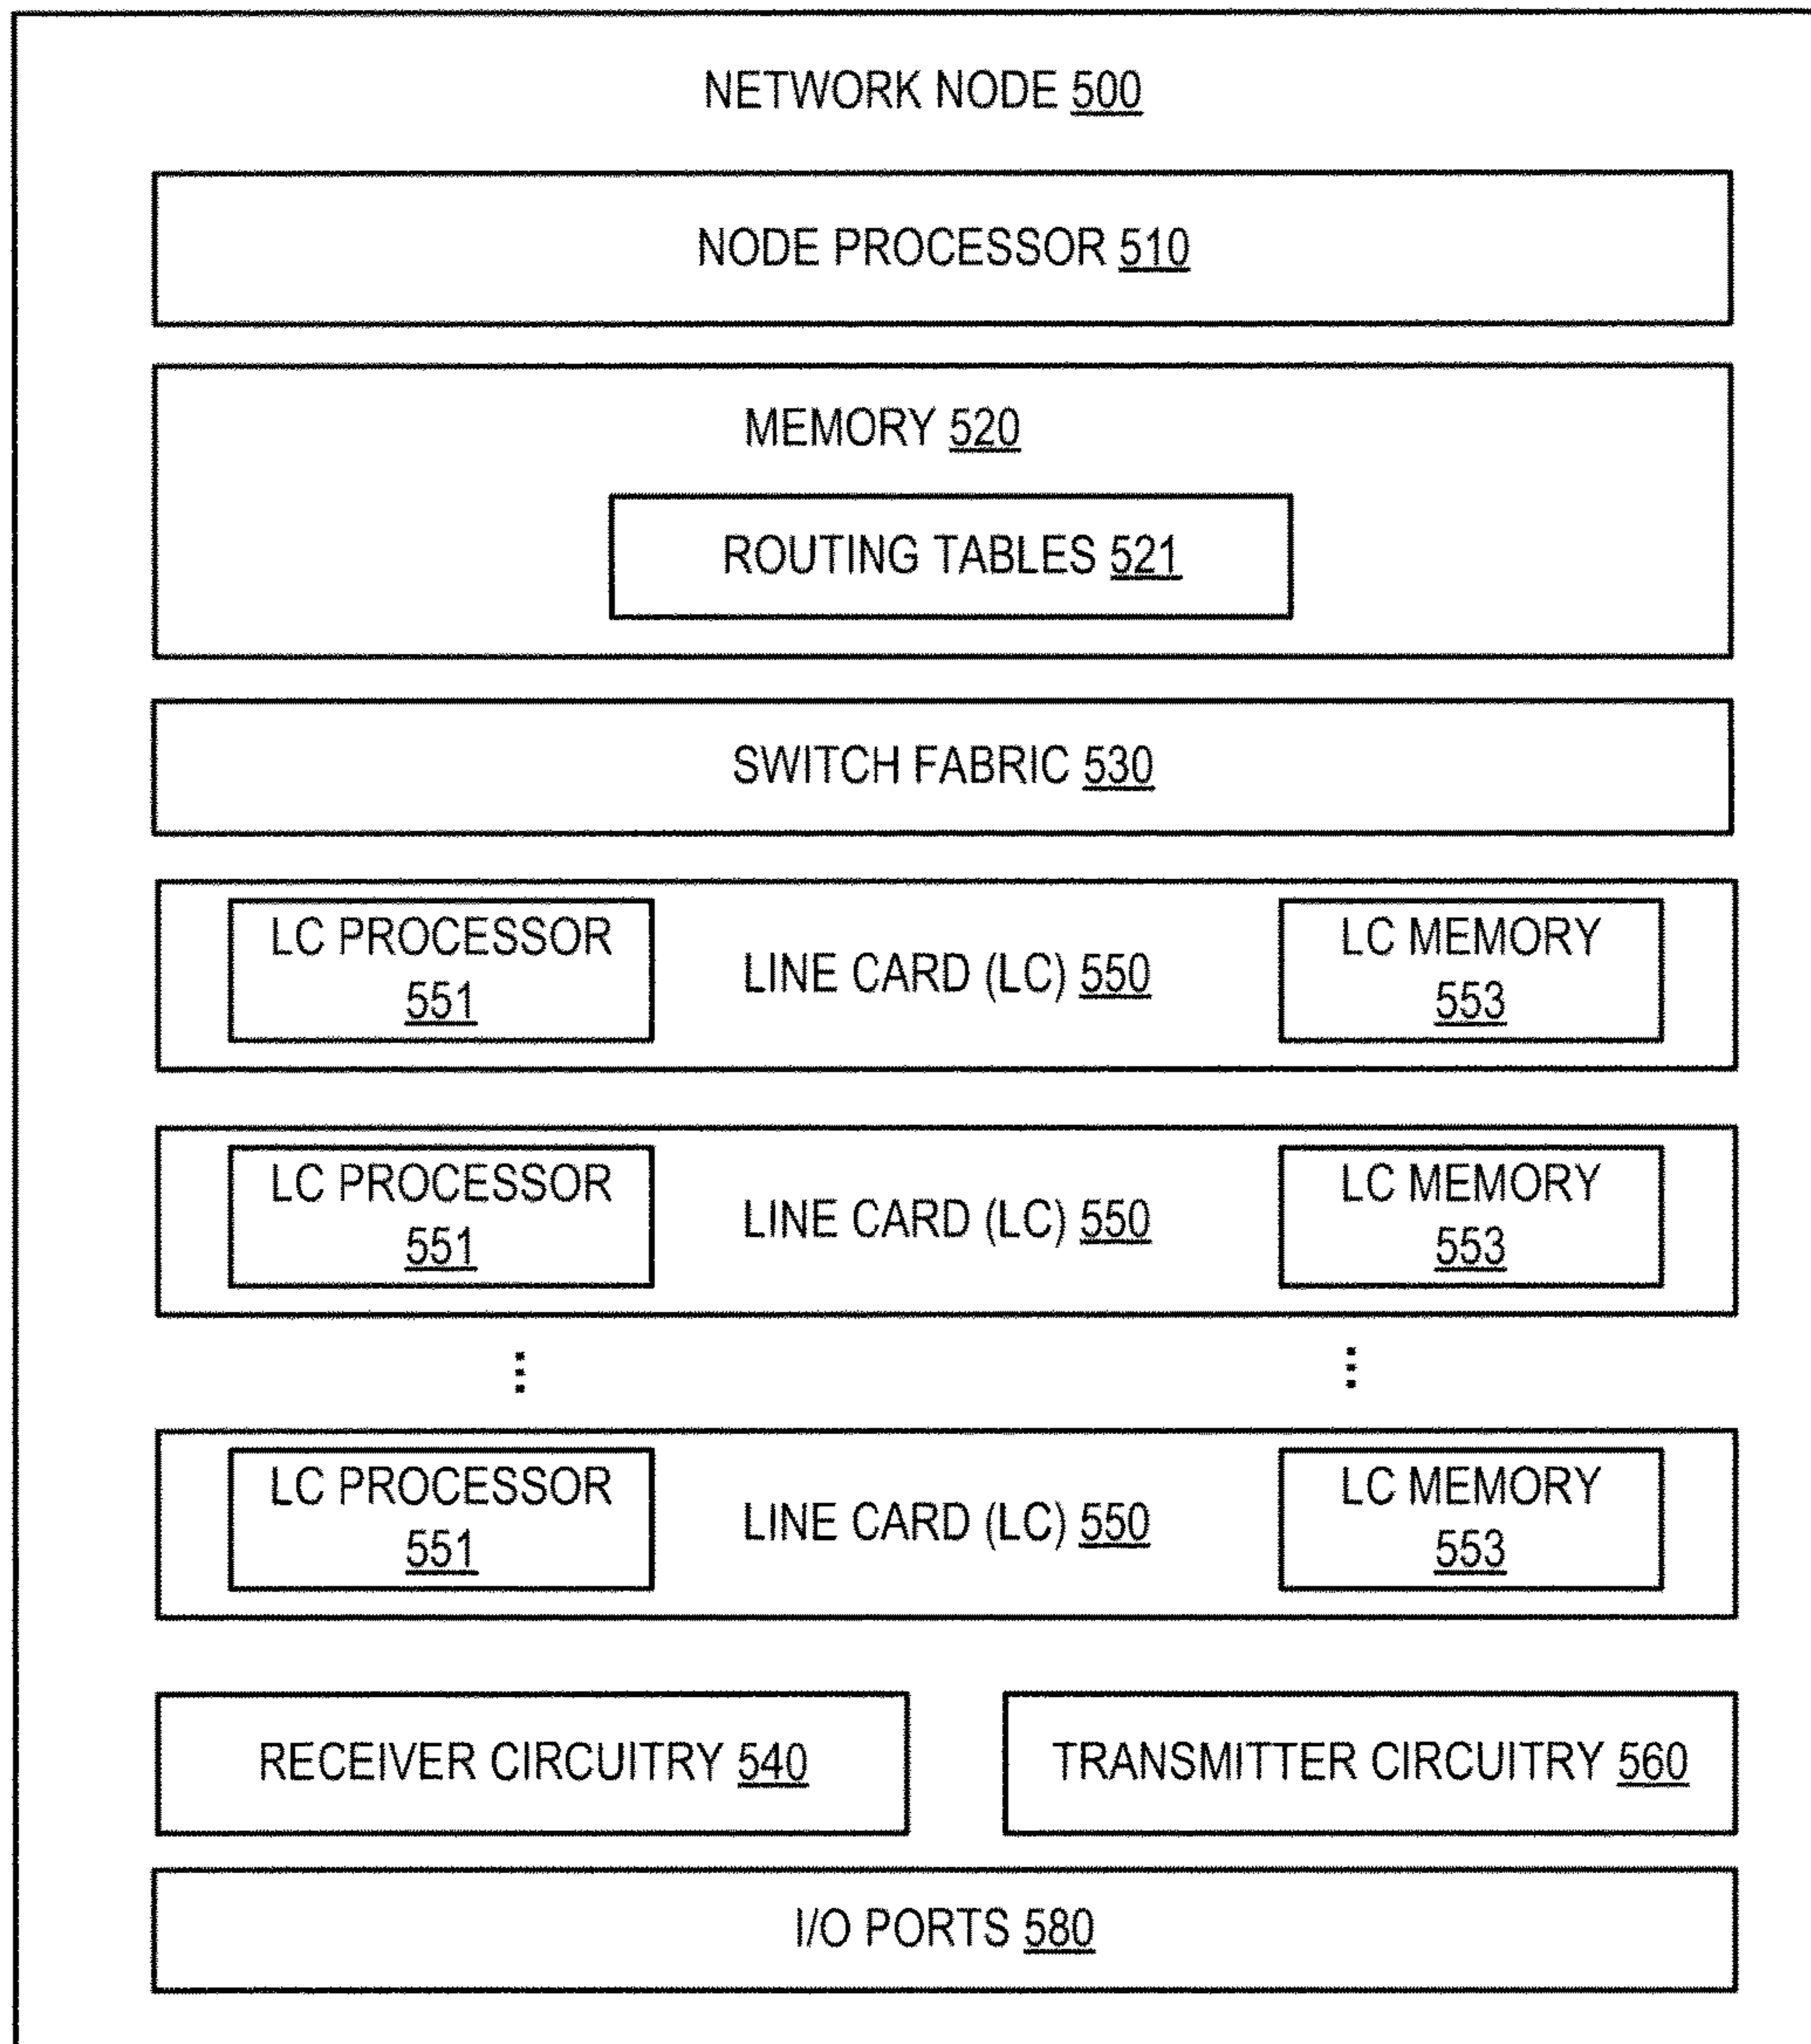 NETWORK NODE 500
NODE PROCESSOR 510
MEMORY 520
ROUTING TABLES 521
SWITCH FABRIC 530
LC PROCESSOR
551
LINE CARD (LC) 550
LC MEMORY
553
LC PROCESSOR
551
LINE CARD (LC) 550
LC MEMORY
553
LC PROCESSOR
551
LINE CARD (LC) 550
LC MEMORY
553
RECEIVER CIRCUITRY 540
TRANSMITTER CIRCUITRY 560
I/O PORTS 580